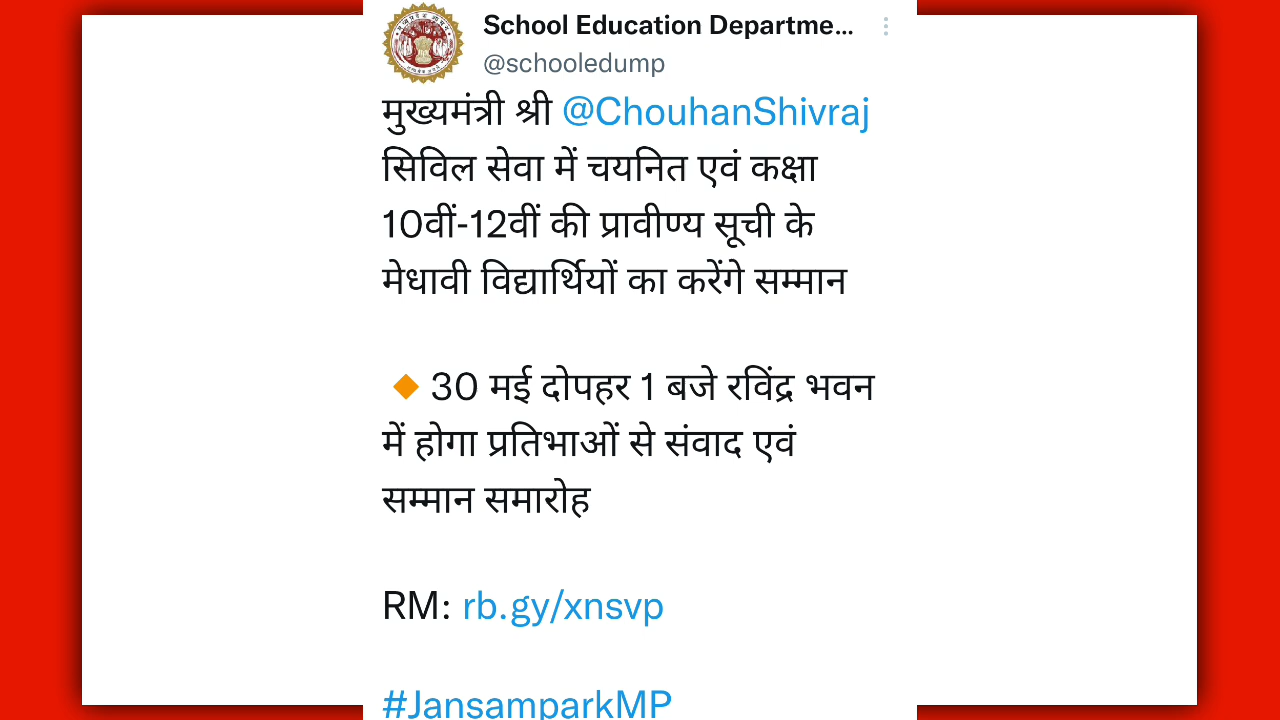 School Education Departme...
@schooledump
मुख्यमंत्री श्री @ChouhanShivraj
सिविल सेवा में चयनित एवं कक्षा
10वीं-12वीं की प्रावीण्य सूची के
मेधावी विद्यार्थियों का करेंगे सम्मान
🔸30 मई दोपहर 1 बजे रविंद्र भवन
में होगा प्रतिभाओं से संवाद एवं
सम्मान समारोह
RM: rb.gy/xnsvp
#JansamparkMP